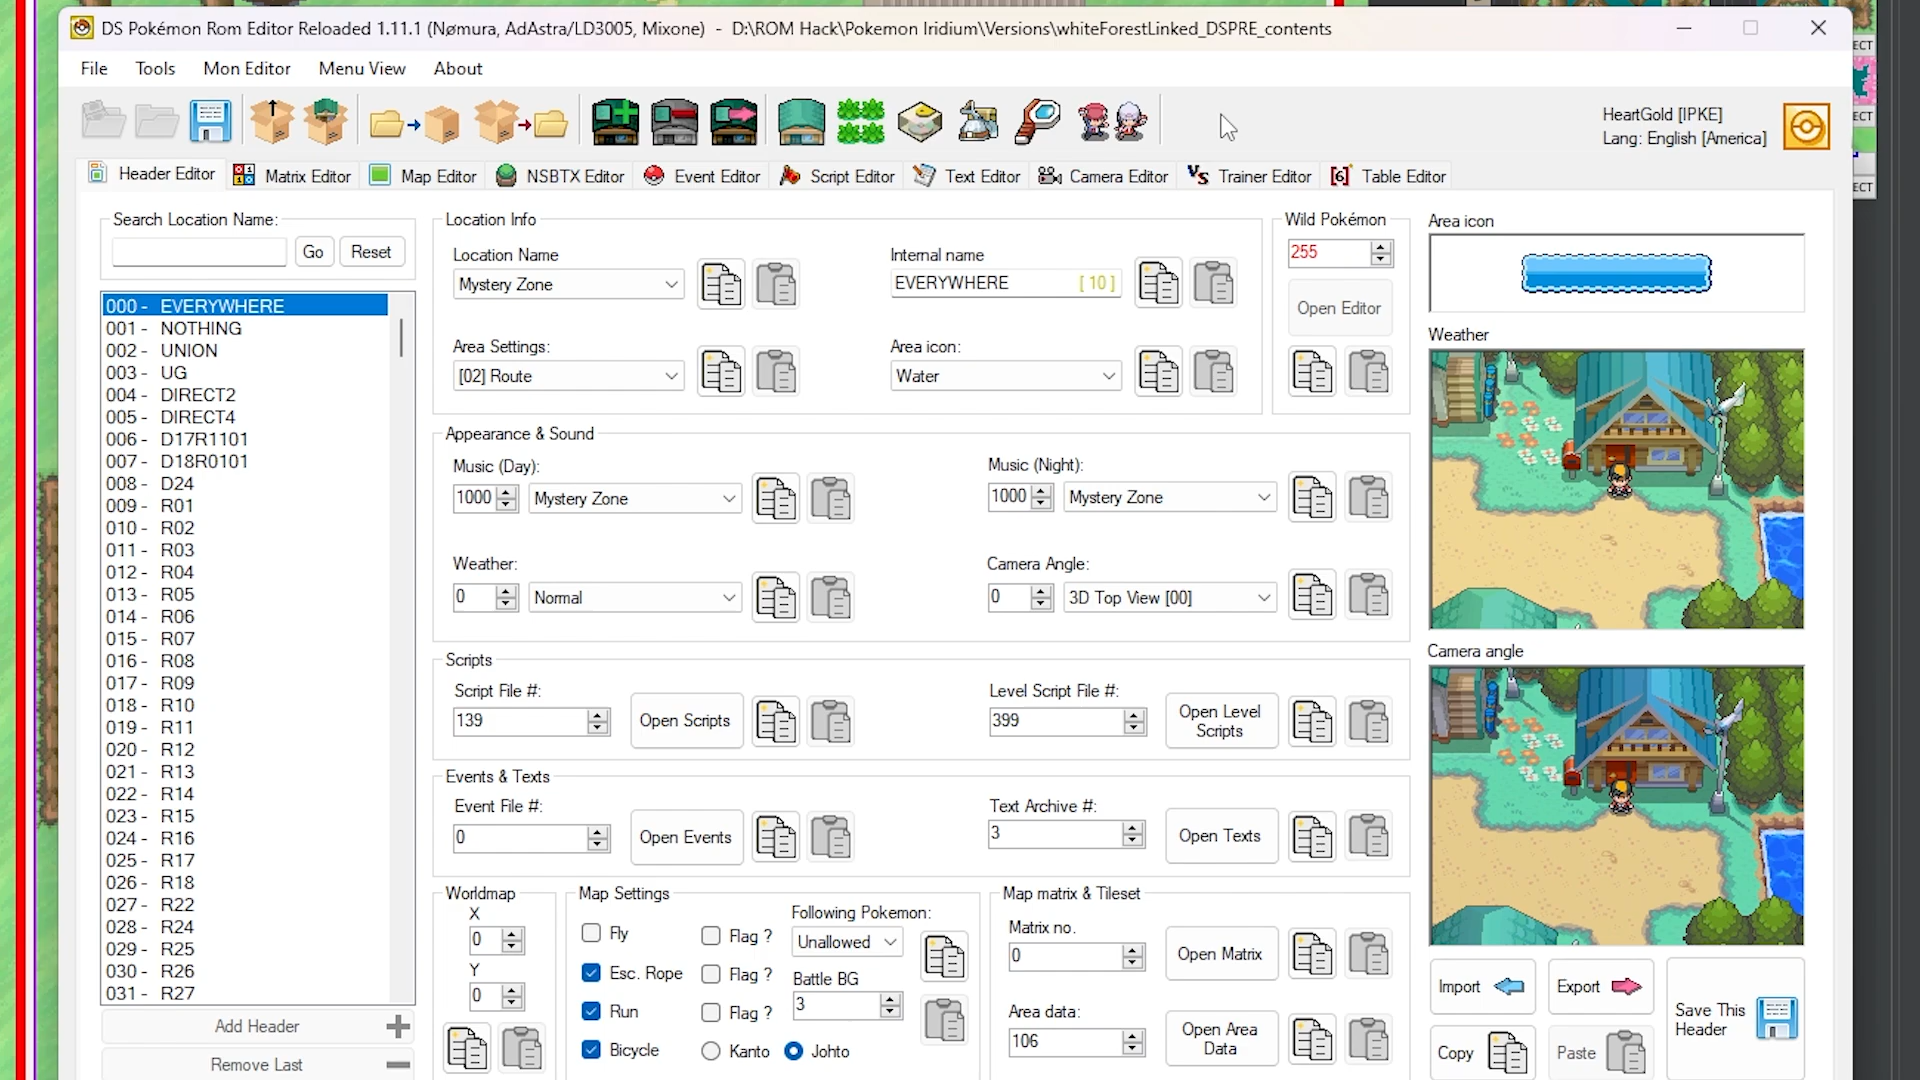 DS Pokémon Rom Editor Reloaded 1.11.1 (Nømura, AdAstra/LD3005, Mixone)  -  D:\ROM Hack\Pokemon Iridium\Versions\whiteForestLinked_DSPRE_contents
File Tools Mon Editor Menu View About
HeartGold [IPKE]
Lang: English [America]
Header Editor Matrix Editor Map Editor NSBTX Editor Event Editor Script Editor Text Editor Camera Editor Trainer Editor Table Editor
Search Location Name:
Go Reset
000 - EVERYWHERE
001 - NOTHING
002 - UNION
003 - UG
004 - DIRECT2
005 - DIRECT4
006 - D17R1101
007 - D18R0101
008 - D24
009 - R01
010 - R02
011 - R03
012 - R04
013 - R05
014 - R06
015 - R07
016 - R08
017 - R09
018 - R10
019 - R11
020 - R12
021 - R13
022 - R14
023 - R15
024 - R16
025 - R17
026 - R18
027 - R22
028 - R24
029 - R25
030 - R26
031 - R27
Add Header
Remove Last
Location Info
Location Name
Mystery Zone
Internal name
EVERYWHERE [ 10 ]
Area Settings:
[02] Route
Area icon:
Water
Wild Pokémon
255
Open Editor
Appearance & Sound
Music (Day):
1000 Mystery Zone
Music (Night):
1000 Mystery Zone
Weather:
0 Normal
Camera Angle:
0 3D Top View [00]
Scripts
Script File #:
139
Open Scripts
Level Script File #:
399
Open Level
Scripts
Events & Texts
Event File #:
0
Open Events
Text Archive #:
3
Open Texts
Worldmap
X
0
Y
0
Map Settings
Fly
Esc. Rope
Run
Bicycle
Flag ?
Flag ?
Flag ?
Kanto Johto
Following Pokemon:
Unallowed
Battle BG
3
Map matrix & Tileset
Matrix no.
0
Open Matrix
Area data:
106
Open Area
Data
Area icon
Weather
Camera angle
Import Export
Copy Paste
Save This
Header
ECT
ECT
ECT